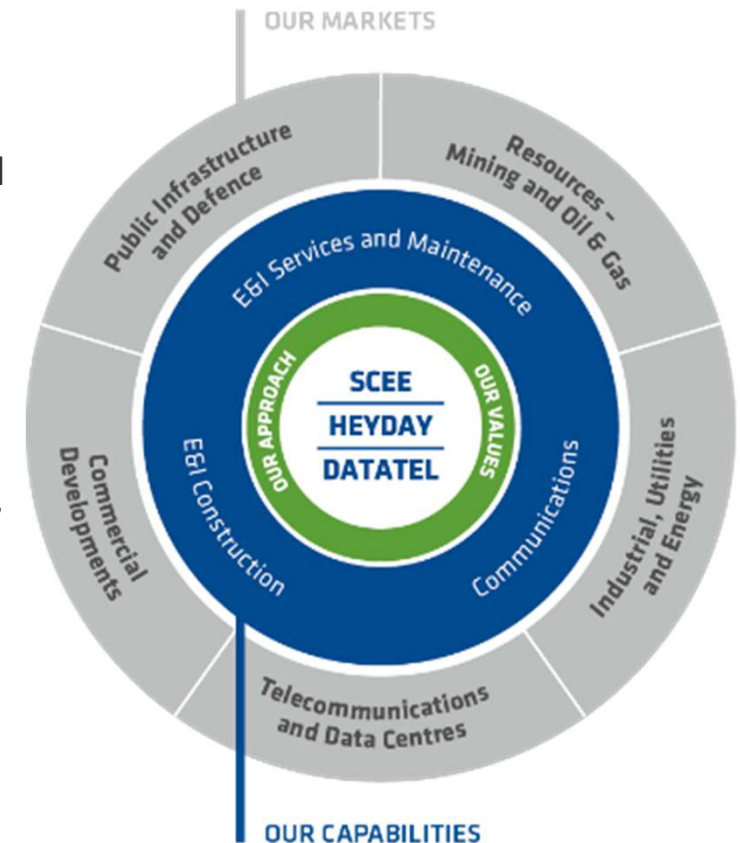 OUR MARKETS
Public Infrastructure
and Defence
Resources –
Mining and Oil & Gas
E&I Services and Maintenance
OUR APPROACH
OUR VALUES
SCEE
HEYDAY
DATATEL
Commercial
Developments
E&I Construction
Communications
Industrial, Utilities
and Energy
Telecommunications
and Data Centres
OUR CAPABILITIES